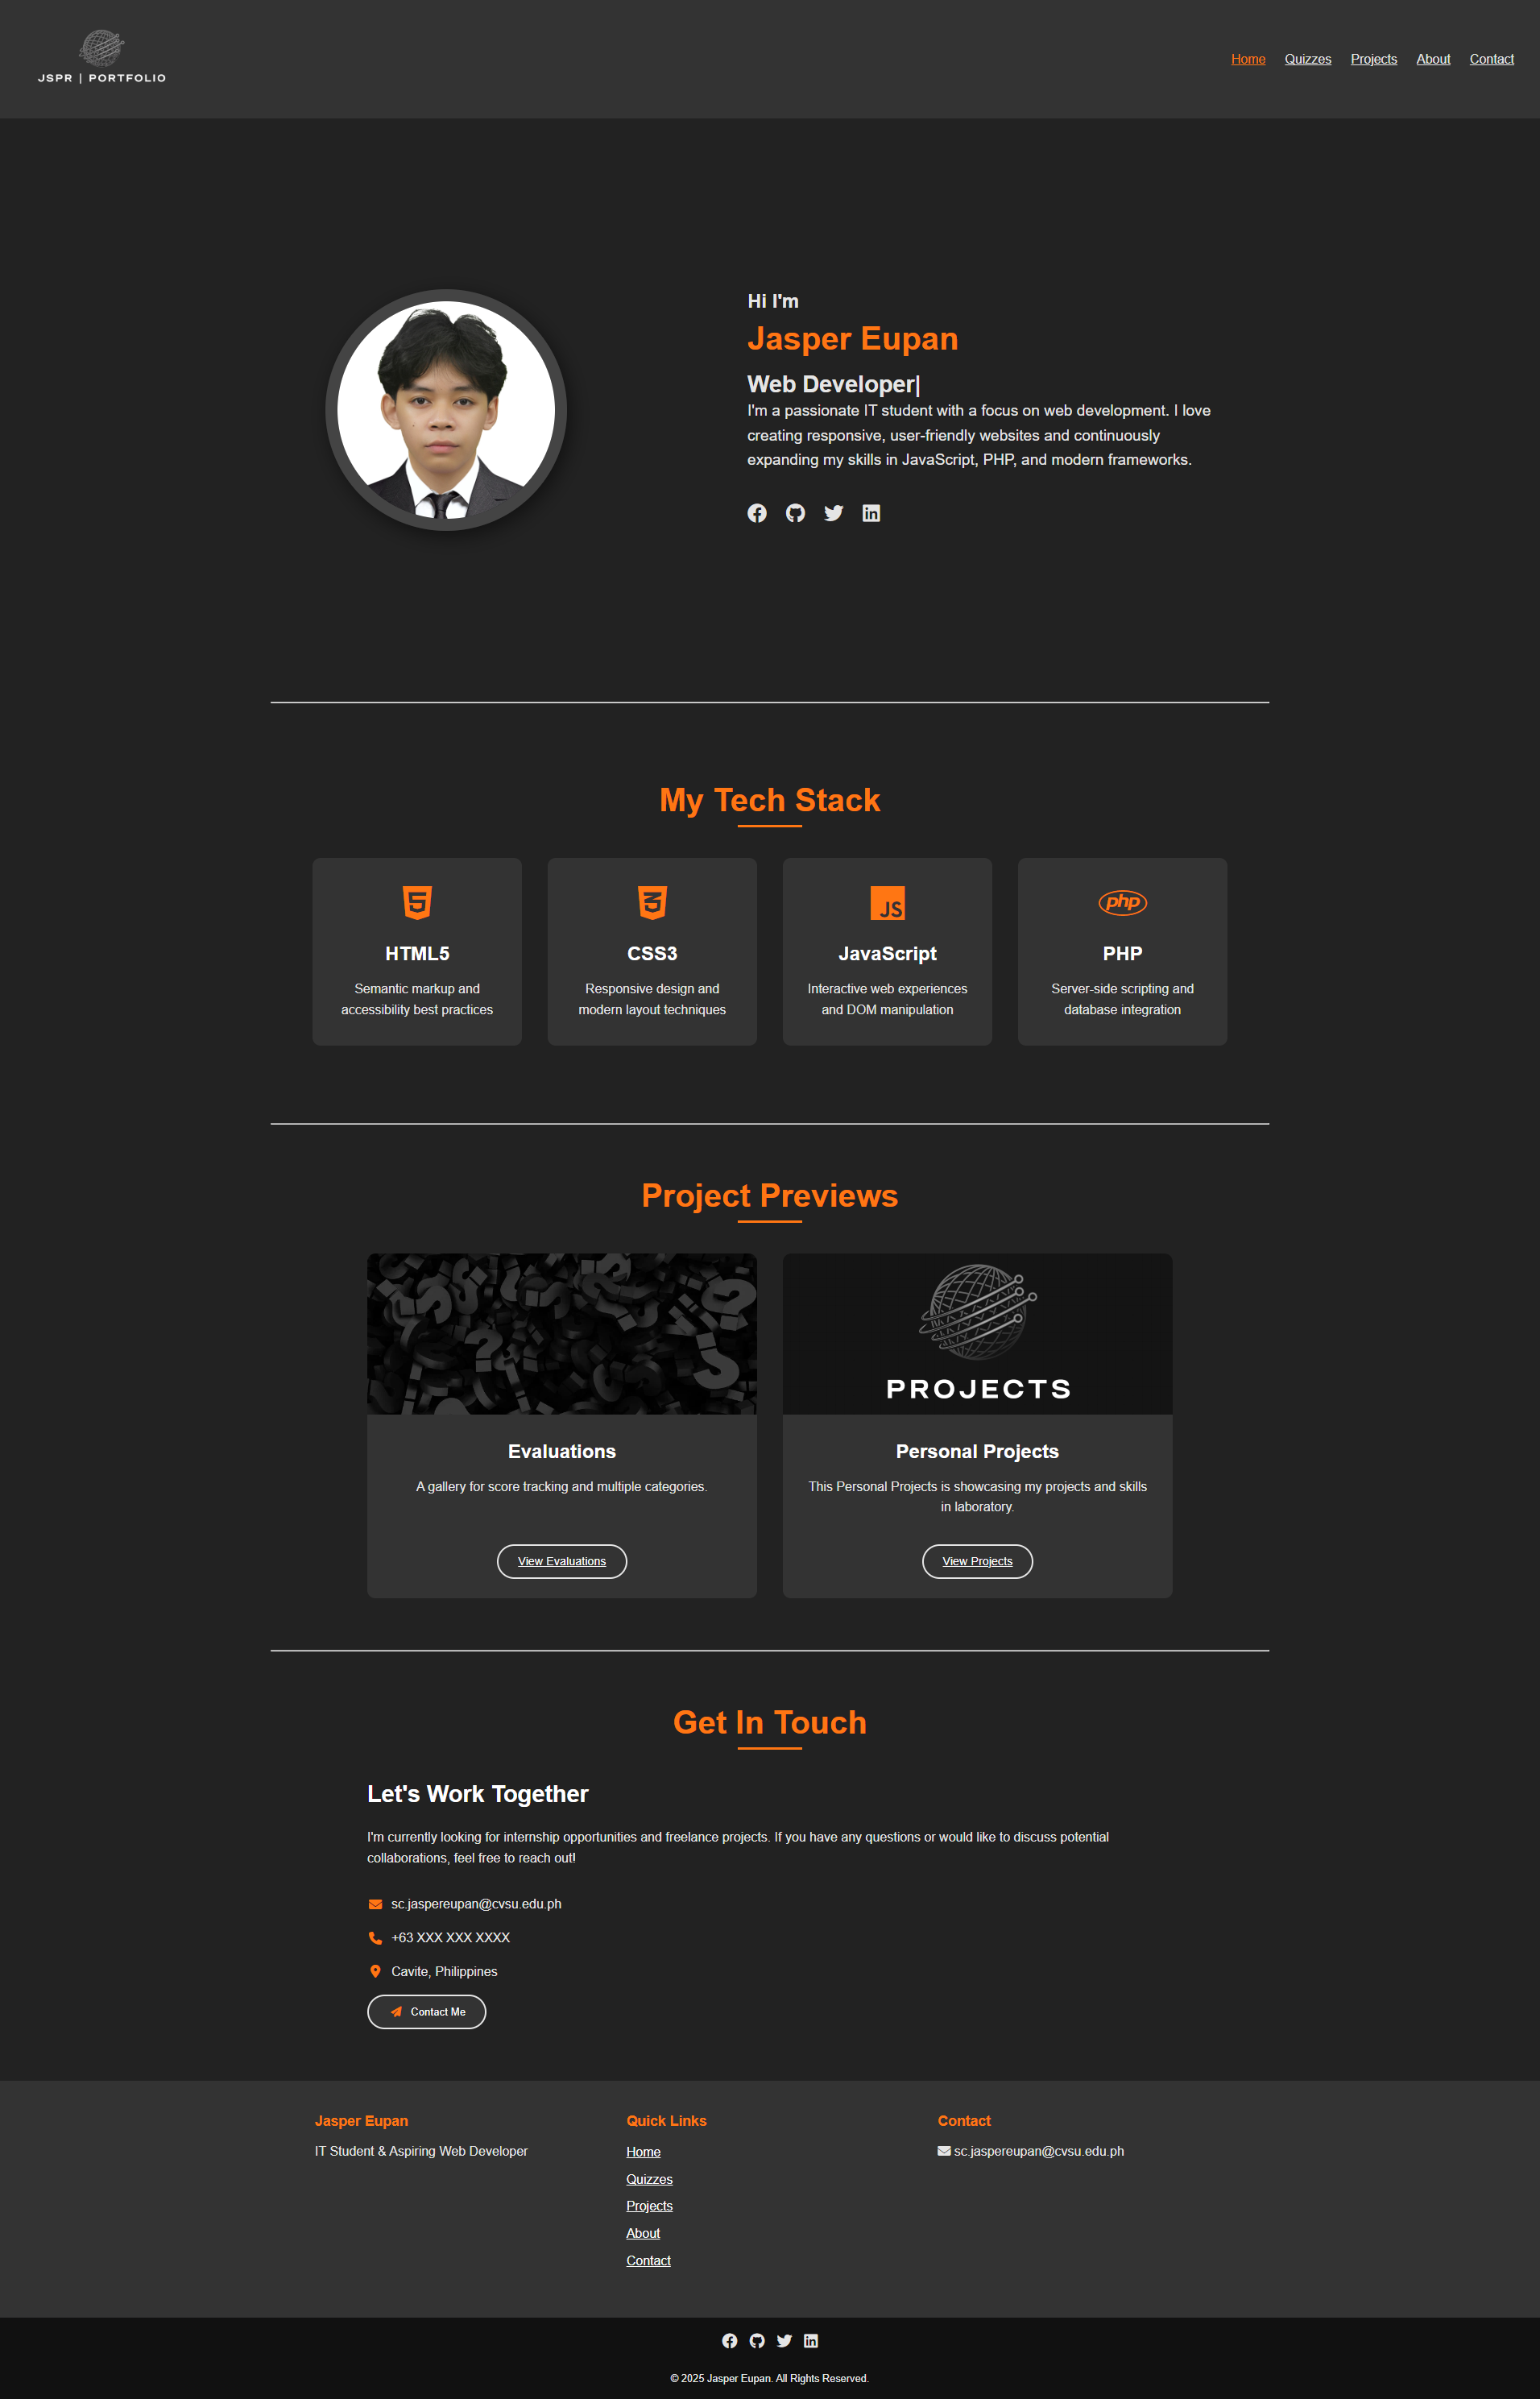 JSPR | PORTFOLIO
Home
Quizzes
Projects
About
Contact
Hi I'm
Jasper Eupan
Web Developer|
I'm a passionate IT student with a focus on web development. I love
creating responsive, user-friendly websites and continuously
expanding my skills in JavaScript, PHP, and modern frameworks.
My Tech Stack
HTML5
Semantic markup and
accessibility best practices
CSS3
Responsive design and
modern layout techniques
JS
JavaScript
Interactive web experiences
and DOM manipulation
php
PHP
Server-side scripting and
database integration
Project Previews
Evaluations
A gallery for score tracking and multiple categories.
View Evaluations
PROJECTS
Personal Projects
This Personal Projects is showcasing my projects and skills
in laboratory.
View Projects
Get In Touch
Let's Work Together
I'm currently looking for internship opportunities and freelance projects. If you have any questions or would like to discuss potential
collaborations, feel free to reach out!
sc.jaspereupan@cvsu.edu.ph
+63 XXX XXX XXXX
Cavite, Philippines
Contact Me
Jasper Eupan
IT Student & Aspiring Web Developer
Quick Links
Home
Quizzes
Projects
About
Contact
Contact
sc.jaspereupan@cvsu.edu.ph
© 2025 Jasper Eupan. All Rights Reserved.